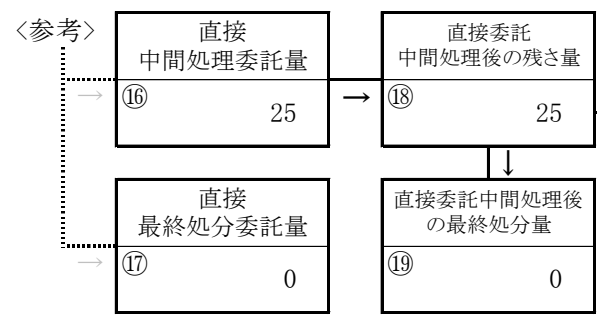 〈参考〉
直接
中間処理委託量
→
⑯
25
→
直接委託
中間処理後の残さ量
⑱
25
↓
直接
最終処分委託量
→
⑰
0
直接委託中間処理後
の最終処分量
⑲
0